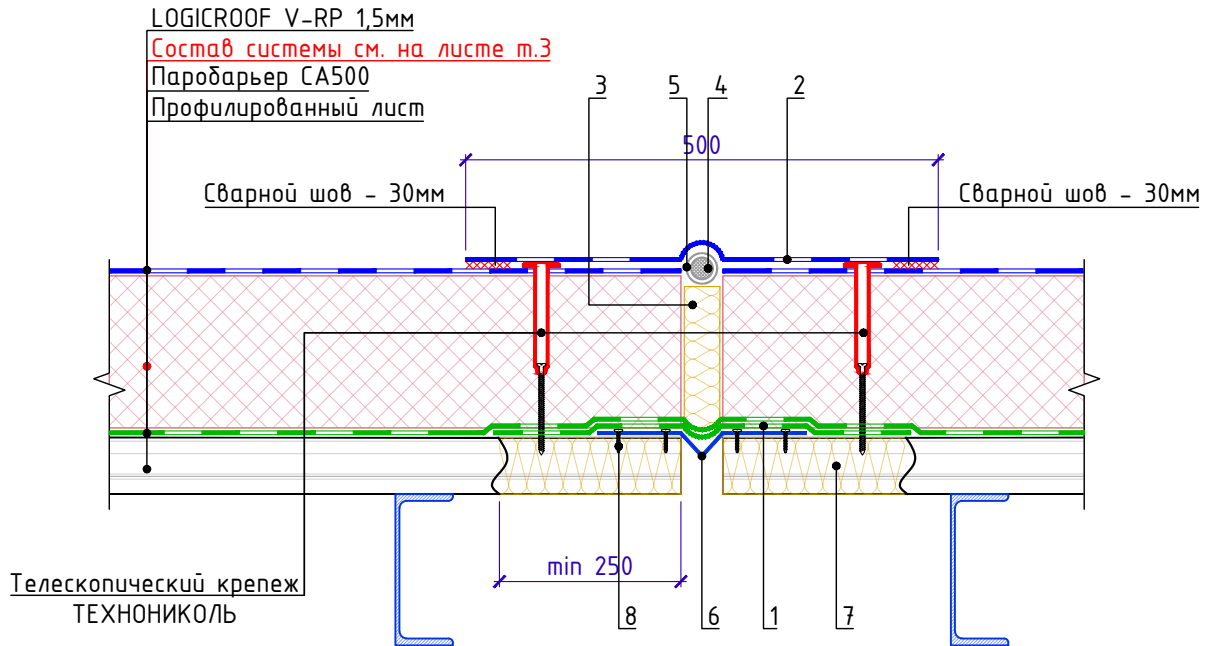 LOGICROOF V-RP 1,5мм
Состав системы см. на листе т.3
Паробарьер СА500
Профилированный лист
3
5
4
2
500
Сварной шов - 30мм
Сварной шов - 30мм
min 250
Телескопический крепеж
ТЕХНОНИКОЛЬ
8
6
1
7